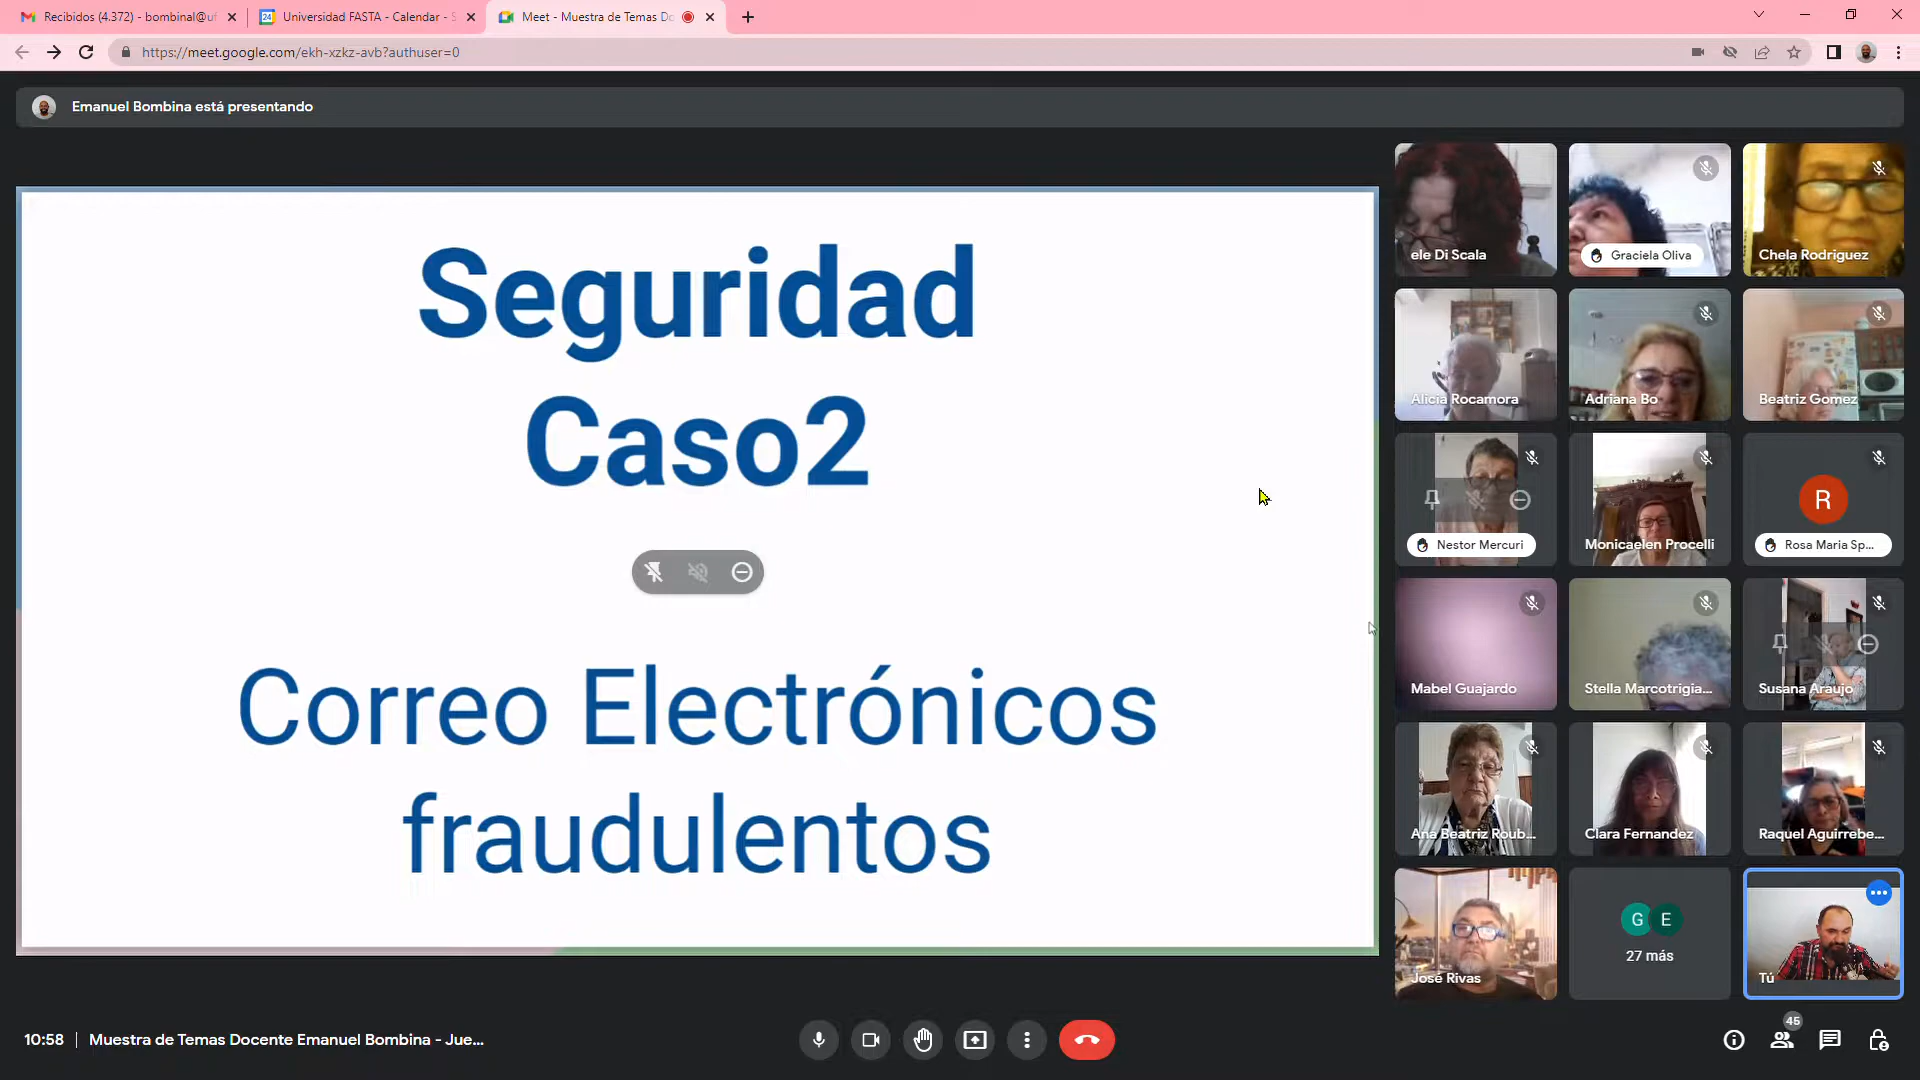 Recibidos (4.372) - bombinal@uf
Universidad FASTA - Calendar - S
Meet - Muestra de Temas Do
https://meet.google.com/ekh-xzkz-avb?authuser=0
Emanuel Bombina está presentando
Seguridad
Caso2
Correo Electrónicos
fraudulentos
ele Di Scala
Graciela Oliva
Chela Rodriguez
Alicia Rocamora
Adriana Bo
Beatriz Gomez
Nestor Mercuri
Monicaelen Procelli
R
Rosa Maria Sp...
Mabel Guajardo
Stella Marcotrigia...
Susana Araujo
Ana Beatriz Roub...
Clara Fernandez
Raquel Aguirrebe...
José Rivas
G E
27 más
Tú
10:58
Muestra de Temas Docente Emanuel Bombina - Jue...
45